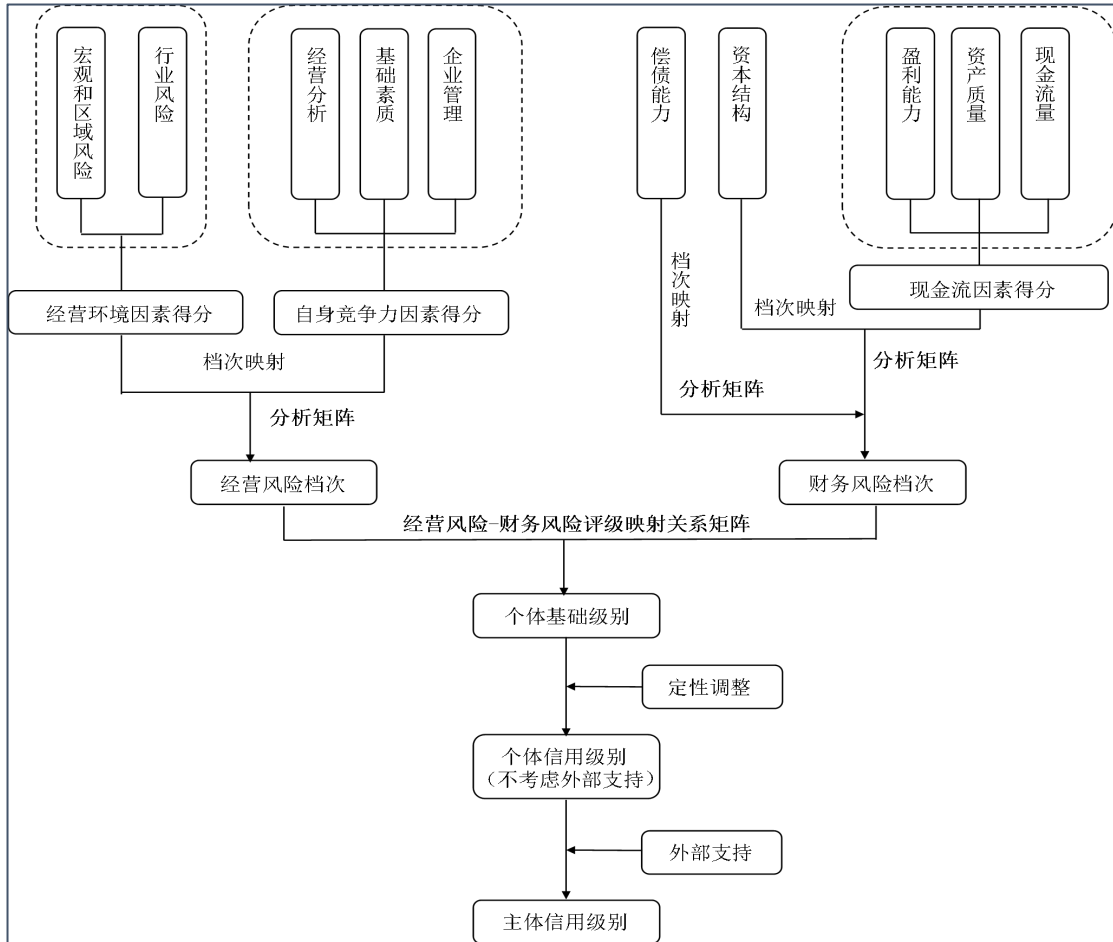 宏观和区域风险
行业风险
经营分析
基础素质
企业管理
偿债能力
资本结构
盈利能力
资产质量
现金流量
经营环境因素得分
自身竞争力因素得分
档次映射
档次映射
现金流因素得分
档次映射
分析矩阵
分析矩阵
分析矩阵
经营风险档次
财务风险档次
经营风险-财务风险评级映射关系矩阵
个体基础级别
定性调整
个体信用级别
（不考虑外部支持）
外部支持
主体信用级别